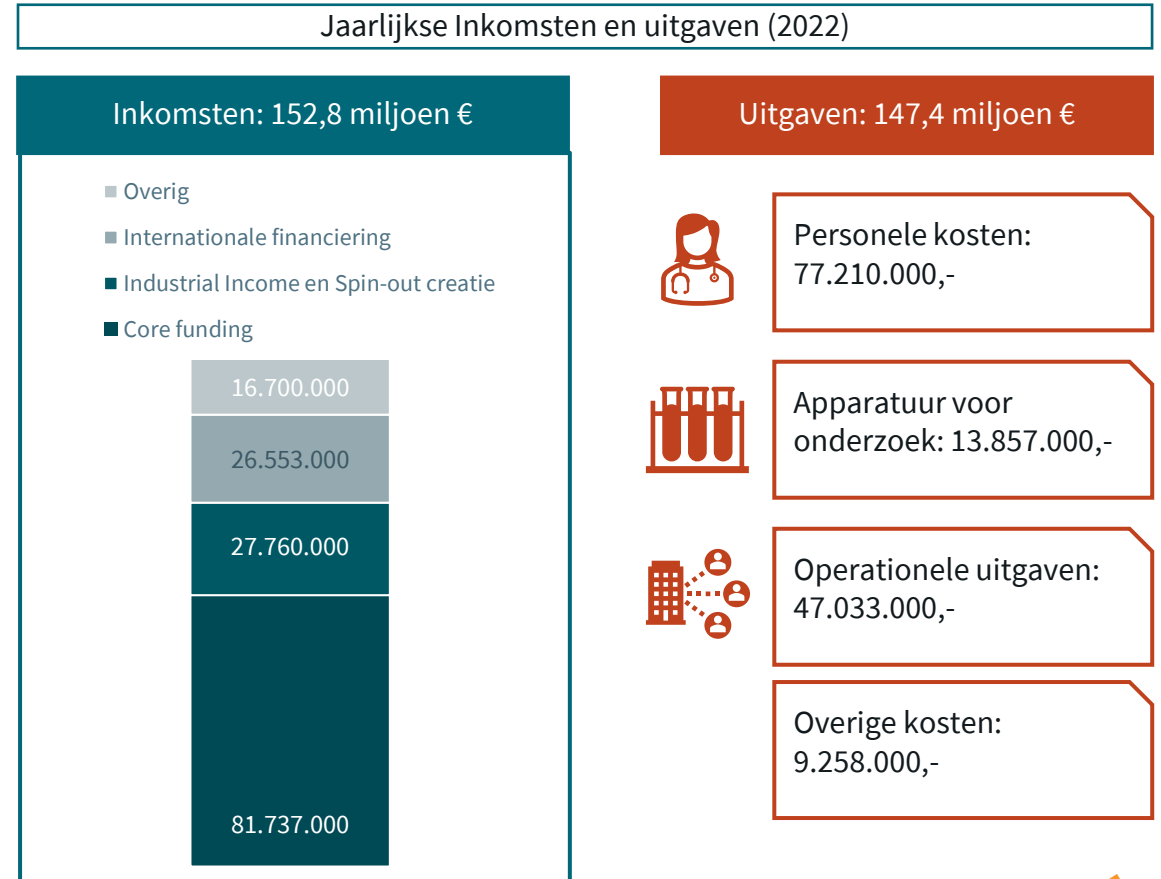 Jaarlijkse Inkomsten en uitgaven (2022)
Inkomsten: 152,8 miljoen €
Overig
Internationale financiering
Industrial Income en Spin-out creatie
Core funding
16.700.000
26.553.000
27.760.000
81.737.000
Uitgaven: 147,4 miljoen €
Personele kosten:
77.210.000,-
Apparatuur voor
onderzoek: 13.857.000,-
Operationele uitgaven:
47.033.000,-
Overige kosten:
9.258.000,-